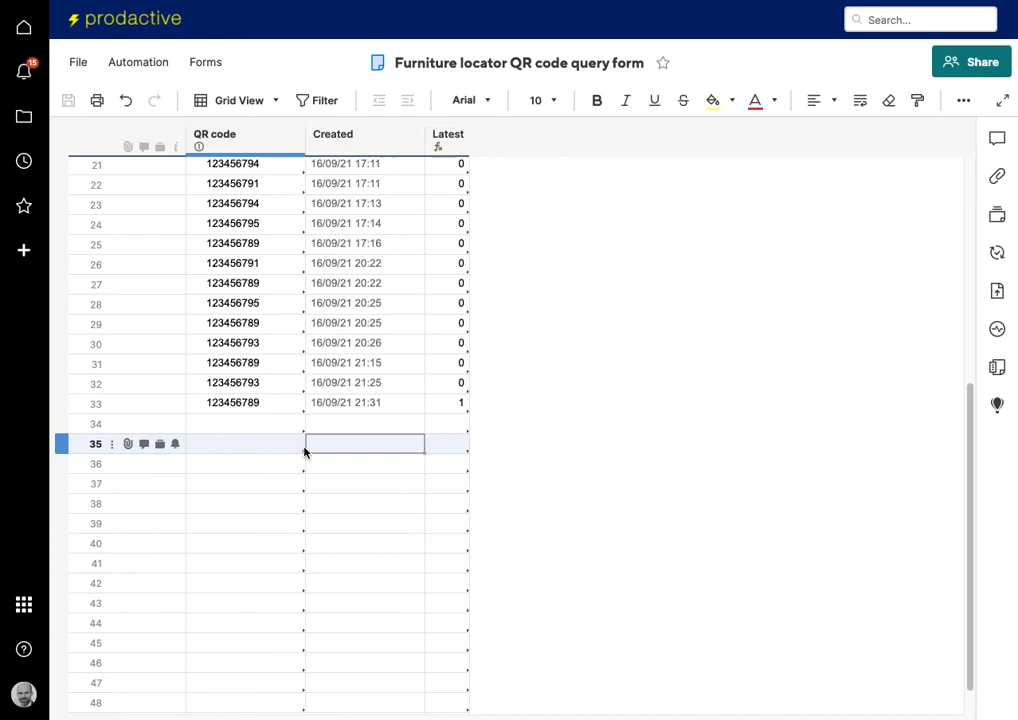 prodactive
Search...
15
File Automation Forms
Furniture locator QR code query form
Share
Grid View Filter Arial 10 B I U S A
QR code Created Latest
fx
21 123456794 16/09/21 17:11 0
22 123456791 16/09/21 17:11 0
23 123456794 16/09/21 17:13 0
24 123456795 16/09/21 17:14 0
25 123456789 16/09/21 17:16 0
26 123456791 16/09/21 20:22 0
27 123456789 16/09/21 20:22 0
28 123456795 16/09/21 20:25 0
29 123456789 16/09/21 20:25 0
30 123456793 16/09/21 20:26 0
31 123456789 16/09/21 21:15 0
32 123456793 16/09/21 21:25 0
33 123456789 16/09/21 21:31 1
34
35
36
37
38
39
40
41
42
43
44
45
46
47
48